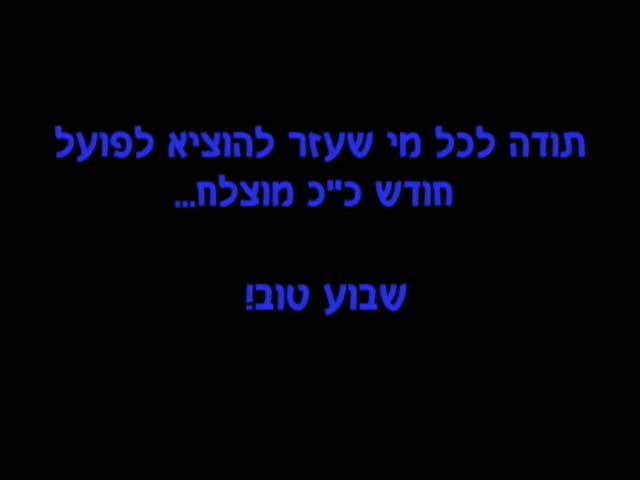 תודה לכל מי שעזר להוציא לפועל
חודש כ"כ מוצלח...
שבוע טוב!